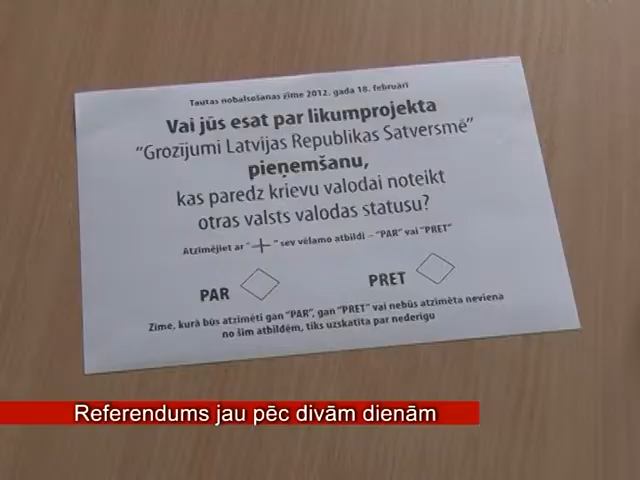 Tautas nobalsošanas zīme 2012. gada 18. februārī
Vai jūs esat par likumprojekta
“Grozījumi Latvijas Republikas Satversmē”
pieņemšanu,
kas paredz krievu valodai noteikt
otras valsts valodas statusu?
Atzīmējiet ar “+” sev vēlamo atbildi – “PAR” vai “PRET”
PAR PRET
Zīme, kurā būs atzīmēti gan “PAR”, gan “PRET” vai nebūs atzīmēta neviena
no šīm atbildēm, tiks uzskatīta par nederīgu
Referendums jau pēc divām dienām